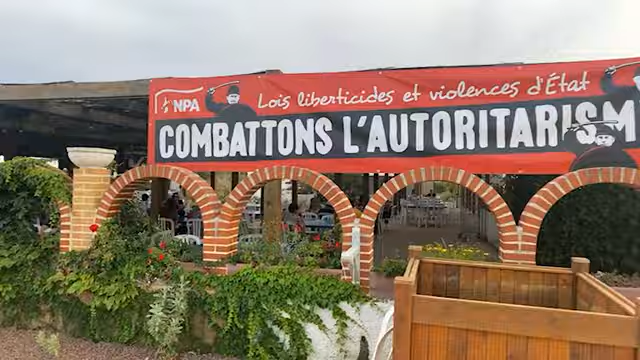 NPA
Lois liberticides et violences d'État
COMBATTONS L'AUTORITARISM